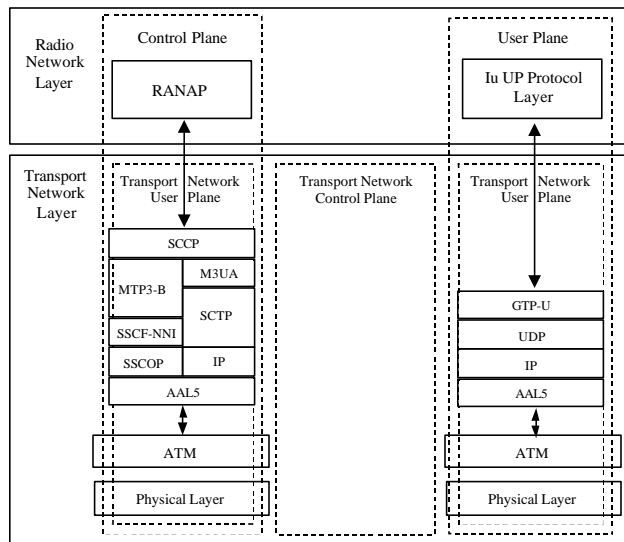 Radio
Network
Layer
Control Plane
RANAP
User Plane
Iu UP Protocol
Layer
Transport
Network
Layer
Transport Network
User Plane
Transport Network
Control Plane
Transport Network
User Plane
SCCP
MTP3-B
M3UA
SCTP
SSCF-NNI
SSCOP
IP
AAL5
ATM
Physical Layer
GTP-U
UDP
IP
AAL5
ATM
Physical Layer